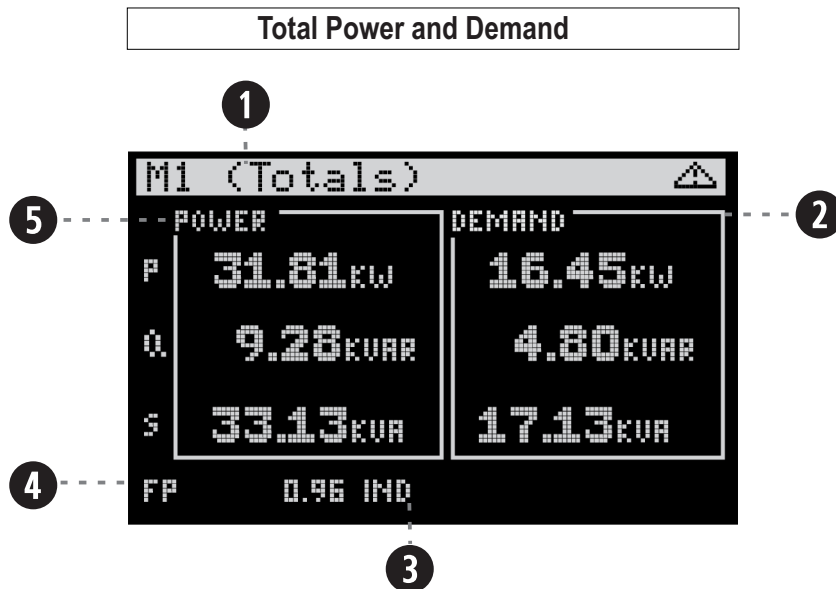 Total Power and Demand
1
M1 (Totals)
5
POWER
DEMAND
2
P 31.81KW 16.45KW
Q 9.28KVAR 4.80KVAR
S 33.13KVA 17.13KVA
4
FP 0.96 IND
3